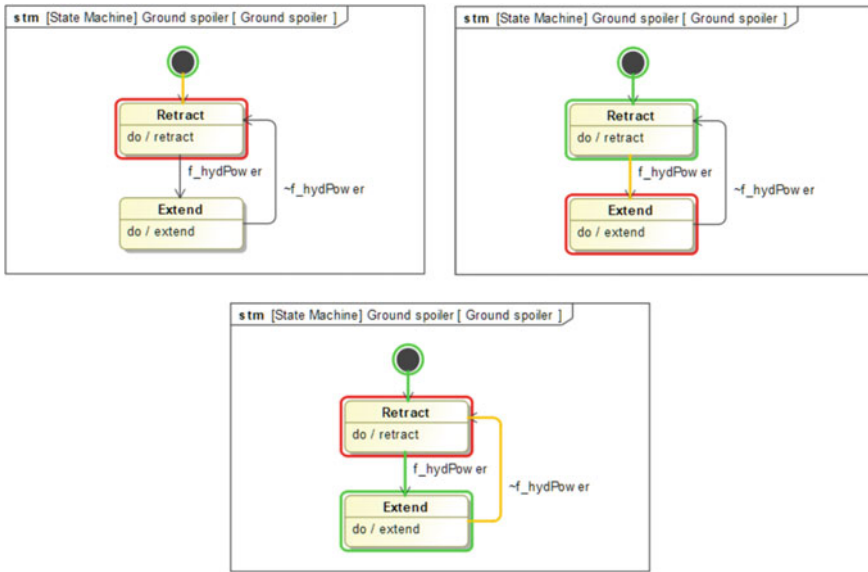 stm [State Machine] Ground spoiler [ Ground spoiler ]
Retract
do / retract
f_hydPow er
~f_hydPow er
Extend
do / extend
stm [State Machine] Ground spoiler [ Ground spoiler ]
Retract
do / retract
f_hydPow er
~f_hydPow er
Extend
do / extend
stm [State Machine] Ground spoiler [ Ground spoiler ]
Retract
do / retract
f_hydPow er
~f_hydPow er
Extend
do / extend